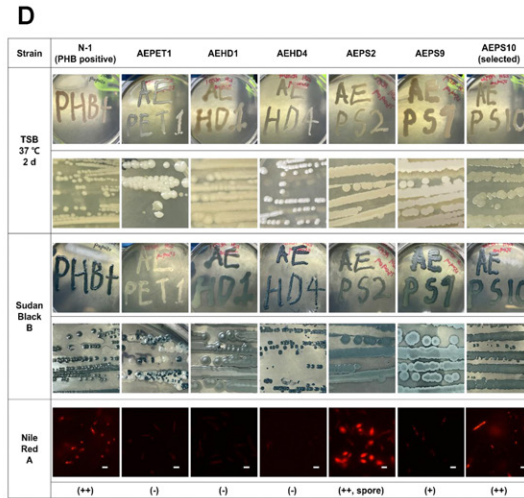 D
Strain N-1 (PHB positive) AEPET1 AEHD1 AEHD4 AEPS2 AEPS9 AEPS10 (selected)
TSB 37 ℃ 2 d
PHB+ AE PET1 AE HD1 AE HD4 AE PS2 AE PS9 AE PS10
Sudan Black B
PHB+ AE PET1 AE HD1 AE HD4 AE PS2 AE PS9 AE PS10
Nile Red A
(++) (-) (-) (-) (++, spore) (+) (++)